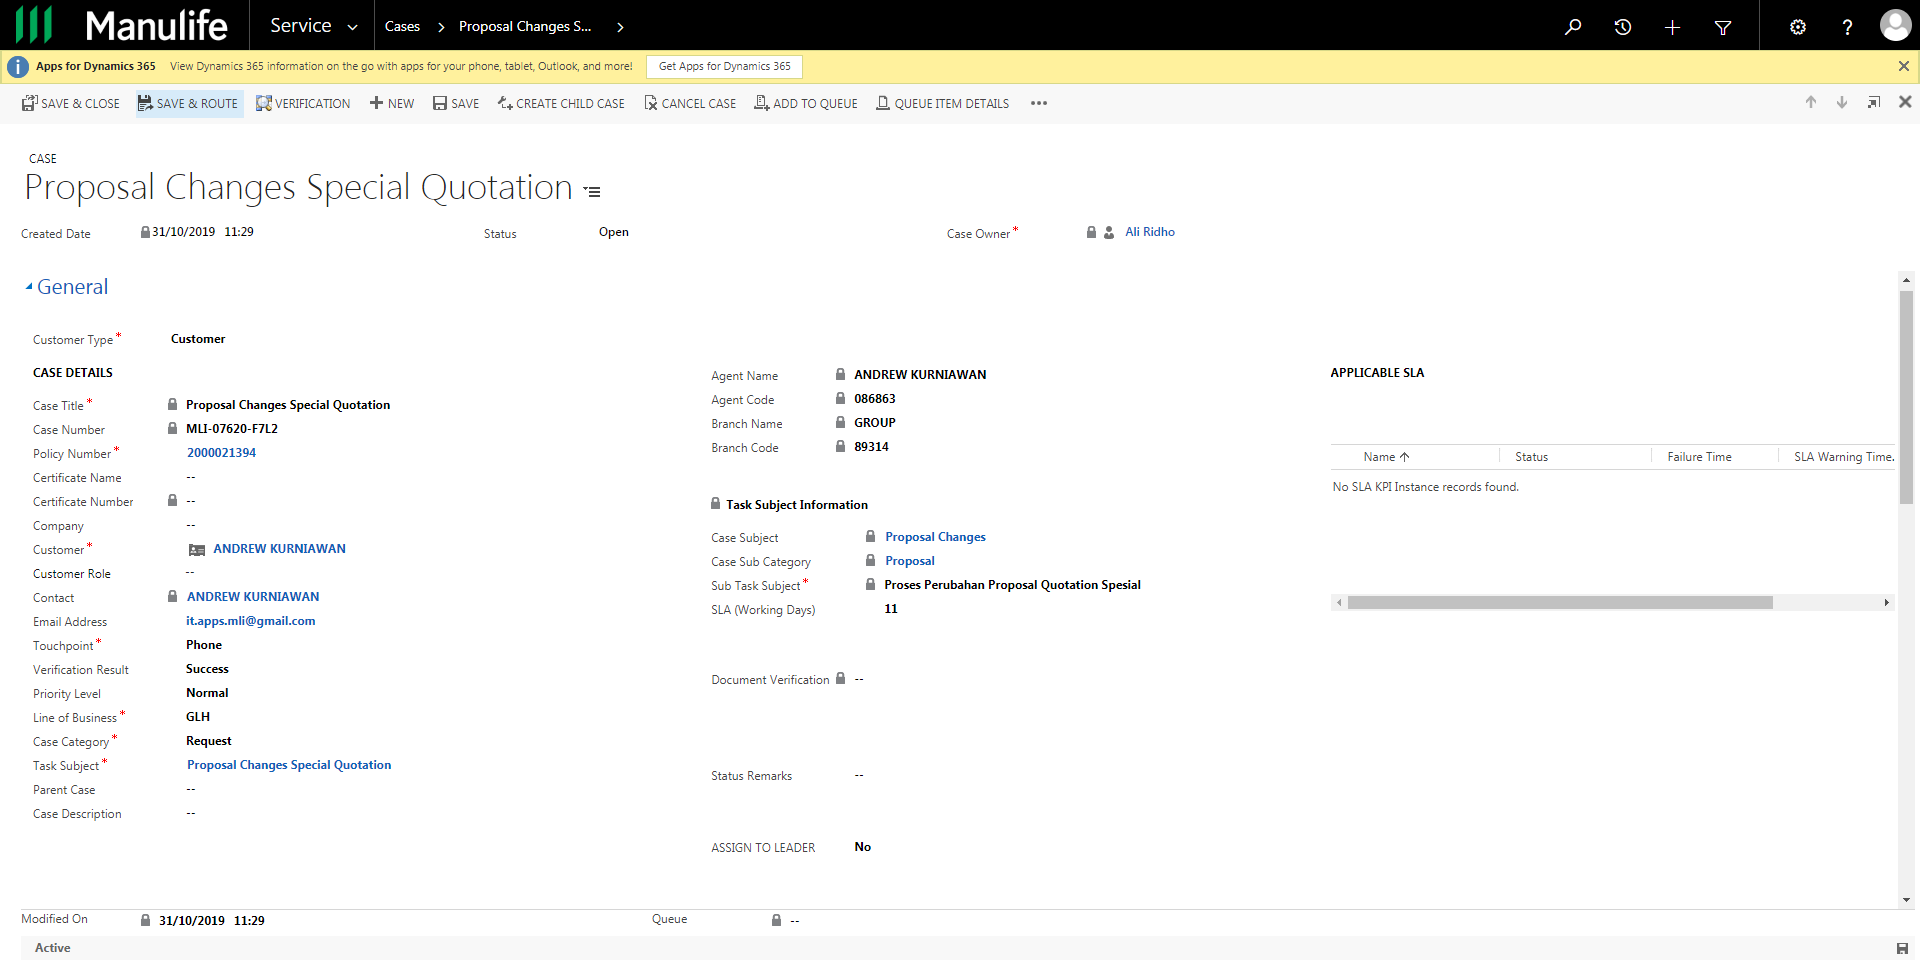 Manulife Service Cases Proposal Changes S...
Apps for Dynamics 365 View Dynamics 365 information on the go with apps for your phone, tablet, Outlook, and more! Get Apps for Dynamics 365
SAVE & CLOSE SAVE & ROUTE VERIFICATION NEW SAVE CREATE CHILD CASE CANCEL CASE ADD TO QUEUE QUEUE ITEM DETAILS
CASE
Proposal Changes Special Quotation
Created Date 31/10/2019 11:29 Status Open Case Owner* Ali Ridho
General
Customer Type* Customer
CASE DETAILS
Case Title* Proposal Changes Special Quotation
Case Number MLI-07620-F7L2
Policy Number* 2000021394
Certificate Name --
Certificate Number --
Company --
Customer* ANDREW KURNIAWAN
Customer Role --
Contact ANDREW KURNIAWAN
Email Address it.apps.mli@gmail.com
Touchpoint* Phone
Verification Result Success
Priority Level Normal
Line of Business* GLH
Case Category* Request
Task Subject* Proposal Changes Special Quotation
Parent Case --
Case Description --
Agent Name ANDREW KURNIAWAN
Agent Code 086863
Branch Name GROUP
Branch Code 89314
Task Subject Information
Case Subject Proposal Changes
Case Sub Category Proposal
Sub Task Subject* Proses Perubahan Proposal Quotation Spesial
SLA (Working Days) 11
Document Verification --
Status Remarks --
ASSIGN TO LEADER No
APPLICABLE SLA
Name Status Failure Time SLA Warning Time.
No SLA KPI Instance records found.
Modified On 31/10/2019 11:29 Queue --
Active